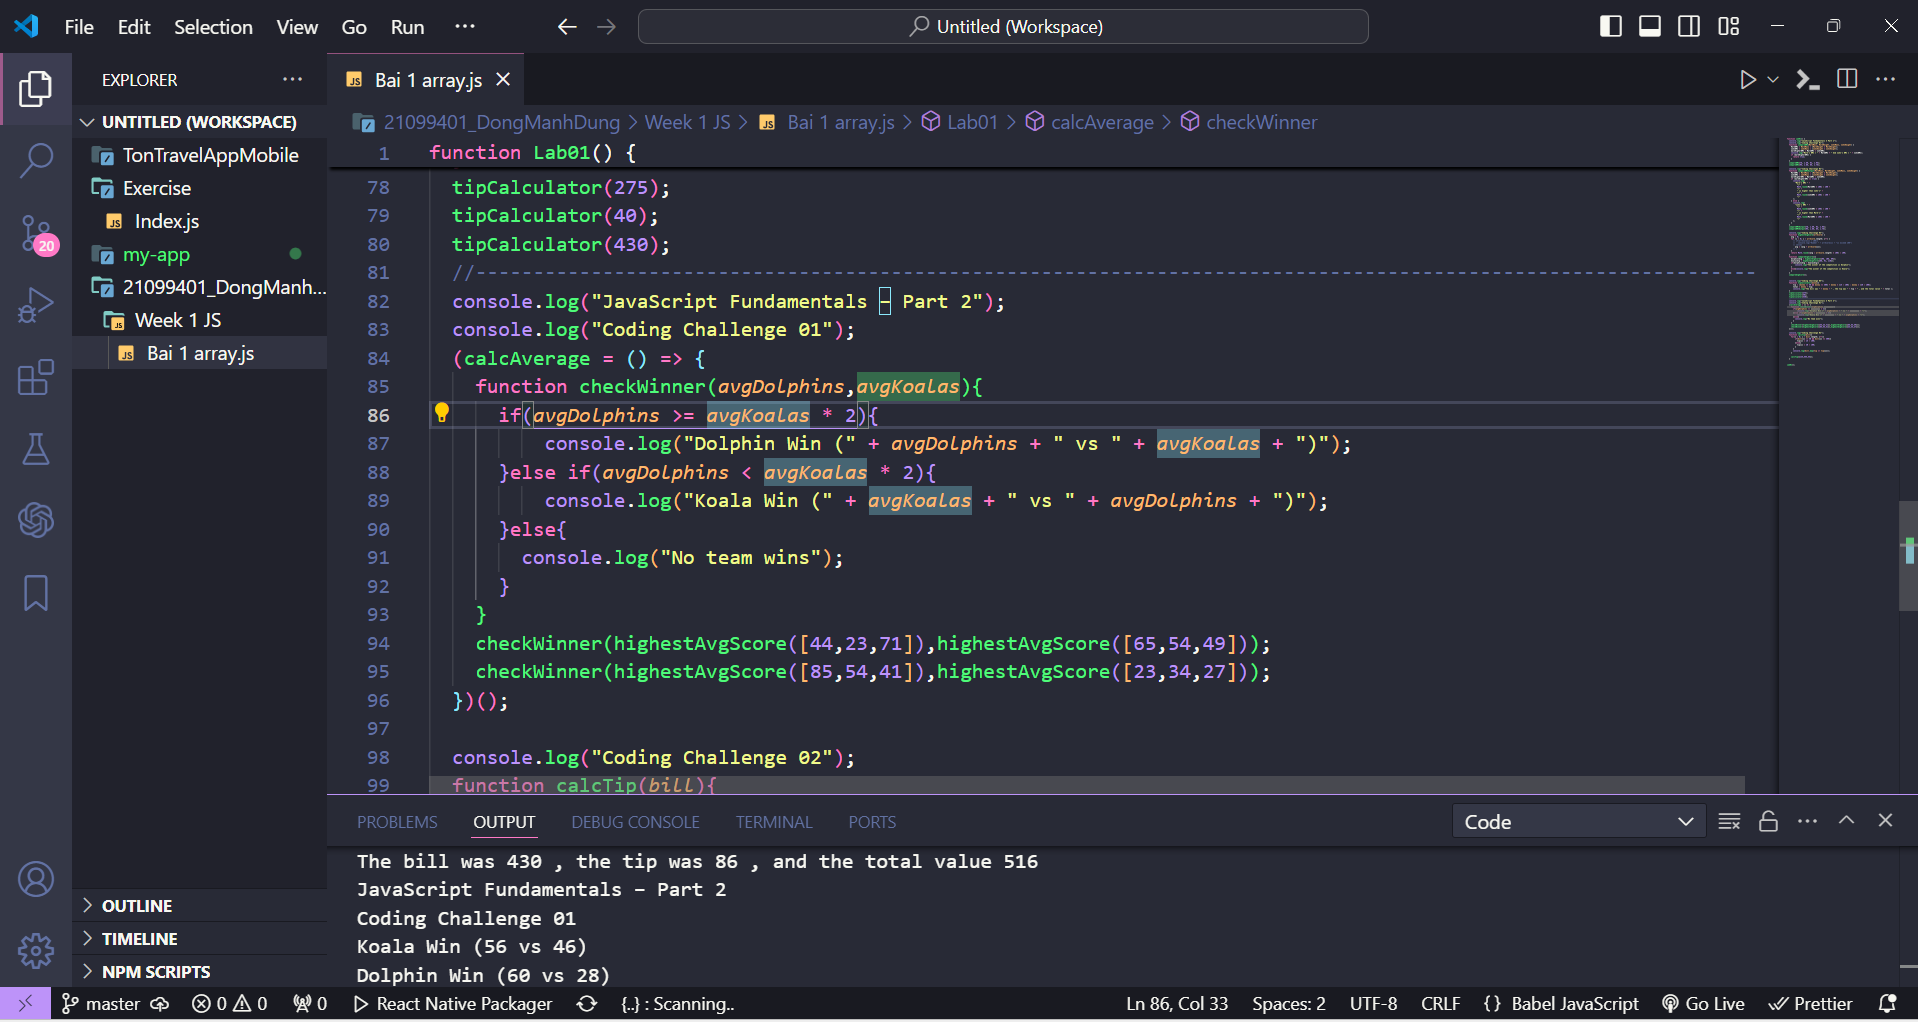 File Edit Selection View Go Run ··· Untitled (Workspace)
EXPLORER ···
UNTITLED (WORKSPACE)
TonTravelAppMobile
Exercise
JS Index.js
my-app
21099401_DongManh...
Week 1 JS
JS Bai 1 array.js
20
OUTLINE
TIMELINE
NPM SCRIPTS
JS Bai 1 array.js
21099401_DongManhDung > Week 1 JS > JS Bai 1 array.js > Lab01 > calcAverage > checkWinner
1 function Lab01() {
78 tipCalculator(275);
79 tipCalculator(40);
80 tipCalculator(430);
81 //---------------------------------------------------------------------------------------------------------------
82 console.log("JavaScript Fundamentals – Part 2");
83 console.log("Coding Challenge 01");
84 (calcAverage = () => {
85 function checkWinner(avgDolphins,avgKoalas){
86 if(avgDolphins >= avgKoalas * 2){
87 console.log("Dolphin Win (" + avgDolphins + " vs " + avgKoalas + ")");
88 }else if(avgDolphins < avgKoalas * 2){
89 console.log("Koala Win (" + avgKoalas + " vs " + avgDolphins + ")");
90 }else{
91 console.log("No team wins");
92 }
93 }
94 checkWinner(highestAvgScore([44,23,71]),highestAvgScore([65,54,49]));
95 checkWinner(highestAvgScore([85,54,41]),highestAvgScore([23,34,27]));
96 })();
97
98 console.log("Coding Challenge 02");
99 function calcTip(bill){
PROBLEMS OUTPUT DEBUG CONSOLE TERMINAL PORTS Code
The bill was 430 , the tip was 86 , and the total value 516
JavaScript Fundamentals – Part 2
Coding Challenge 01
Koala Win (56 vs 46)
Dolphin Win (60 vs 28)
master 0 0 0 React Native Packager {..} : Scanning.. Ln 86, Col 33 Spaces: 2 UTF-8 CRLF {} Babel JavaScript Go Live Prettier